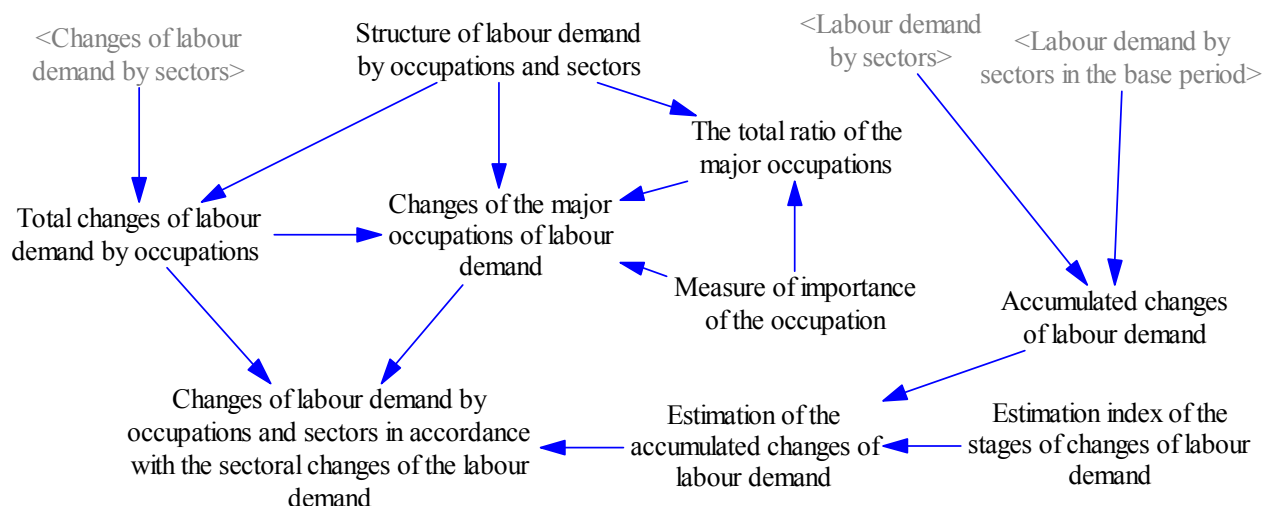 <Changes of labour
demand by sectors>
Structure of labour demand
by occupations and sectors
<Labour demand
by sectors>
<Labour demand by
sectors in the base period>
The total ratio of the
major occupations
Total changes of labour
demand by occupations
Changes of the major
occupations of labour
demand
Measure of importance
of the occupation
Accumulated changes
of labour demand
Changes of labour demand by
occupations and sectors in accordance
with the sectoral changes of the labour
demand
Estimation of the
accumulated changes of
labour demand
Estimation index of the
stages of changes of labour
demand